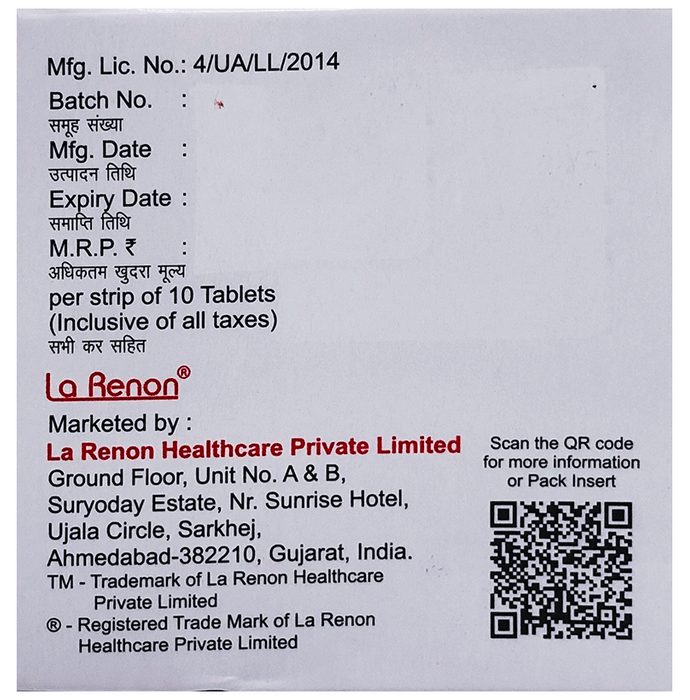 Mfg. Lic. No.: 4/UA/LL/2014
Batch No. :
समूह संख्या
Mfg. Date :
उत्पादन तिथि
Expiry Date :
समाप्ति तिथि
M.R.P. ₹ :
अधिकतम खुदरा मूल्य
per strip of 10 Tablets
(Inclusive of all taxes)
सभी कर सहित
La Renon®
Marketed by :
La Renon Healthcare Private Limited
Ground Floor, Unit No. A & B,
Suryoday Estate, Nr. Sunrise Hotel,
Ujala Circle, Sarkhej,
Ahmedabad-382210, Gujarat, India.
TM - Trademark of La Renon Healthcare
Private Limited
® - Registered Trade Mark of La Renon
Healthcare Private Limited
Scan the QR code
for more information
or Pack Insert